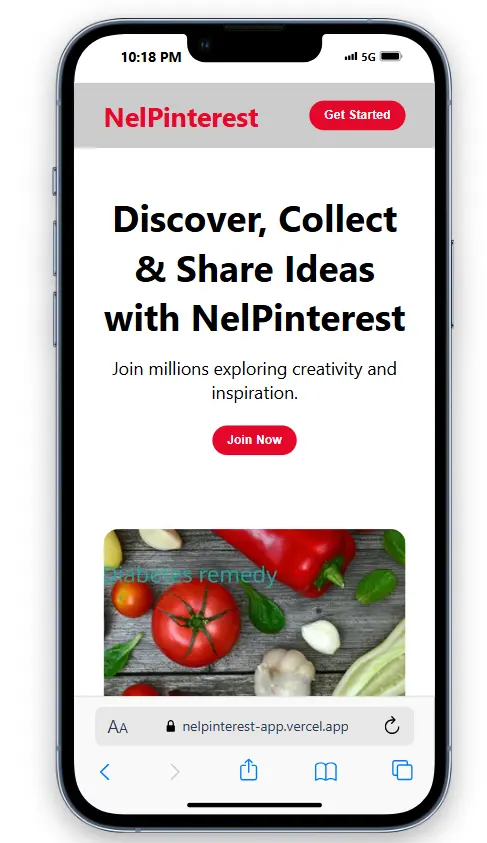 10:18 PM 5G
NelPinterest Get Started
Discover, Collect
& Share Ideas
with NelPinterest
Join millions exploring creativity and
inspiration.
Join Now
diabetes remedy
AA nelpinterest-app.vercel.app